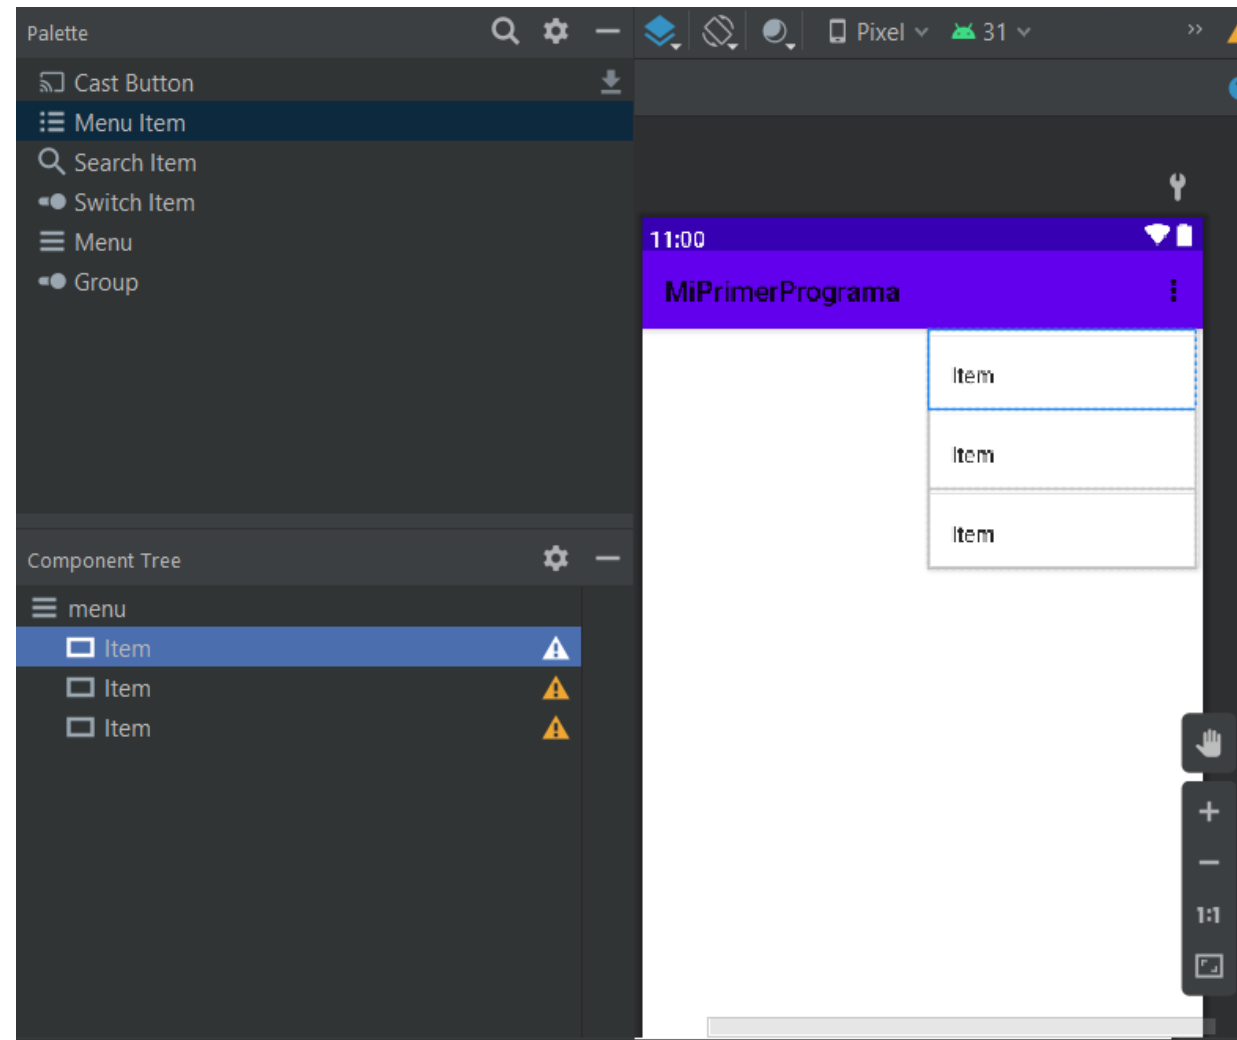 Palette
Pixel 31
Cast Button
Menu Item
Search Item
Switch Item
Menu
Group
11:00
MiPrimerPrograma
Item
Item
Item
Component Tree
menu
Item
Item
Item
1:1